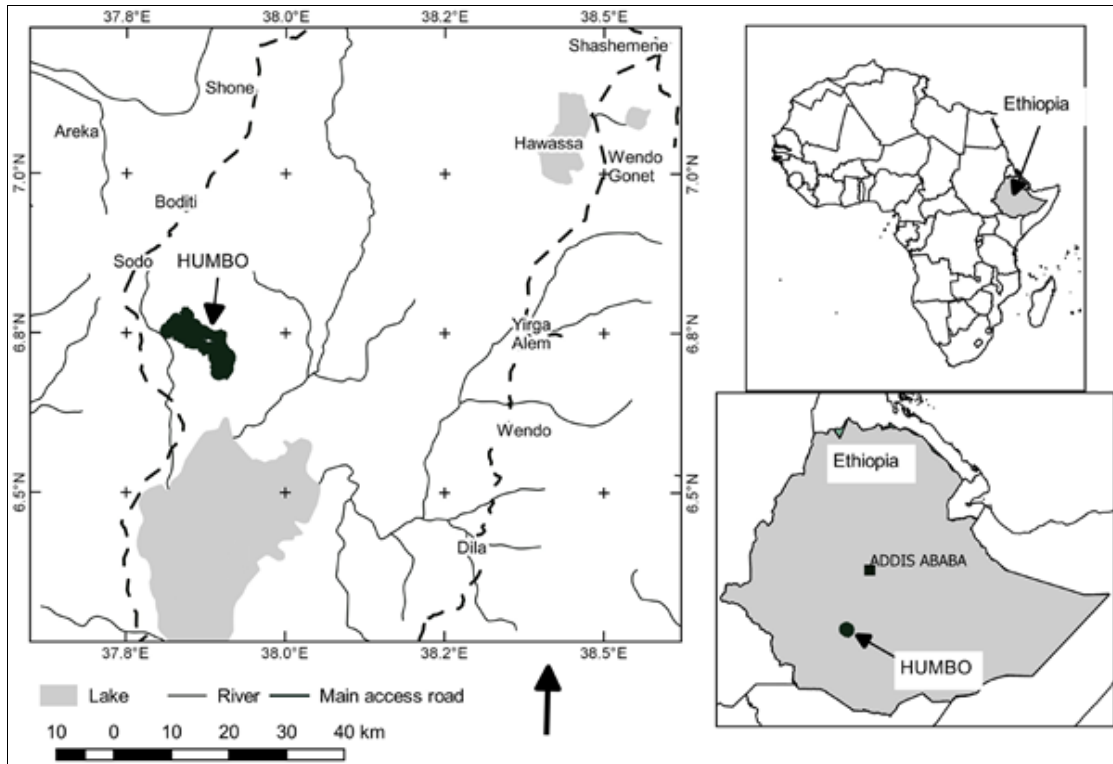 37.8°E 38.0°E 38.2°E 38.5°E
Shashemene
Shone
Areka
Hawassa
Wendo
Gonet
7.0°N
7.0°N
Boditi
Sodo
HUMBO
6.8°N
Yirga
Alem
6.8°N
Wendo
6.5°N
6.5°N
Dila
37.8°E 38.0°E 38.2°E 38.5°E
Lake River Main access road
10 0 10 20 30 40 km
Ethiopia
Ethiopia
ADDIS ABABA
HUMBO